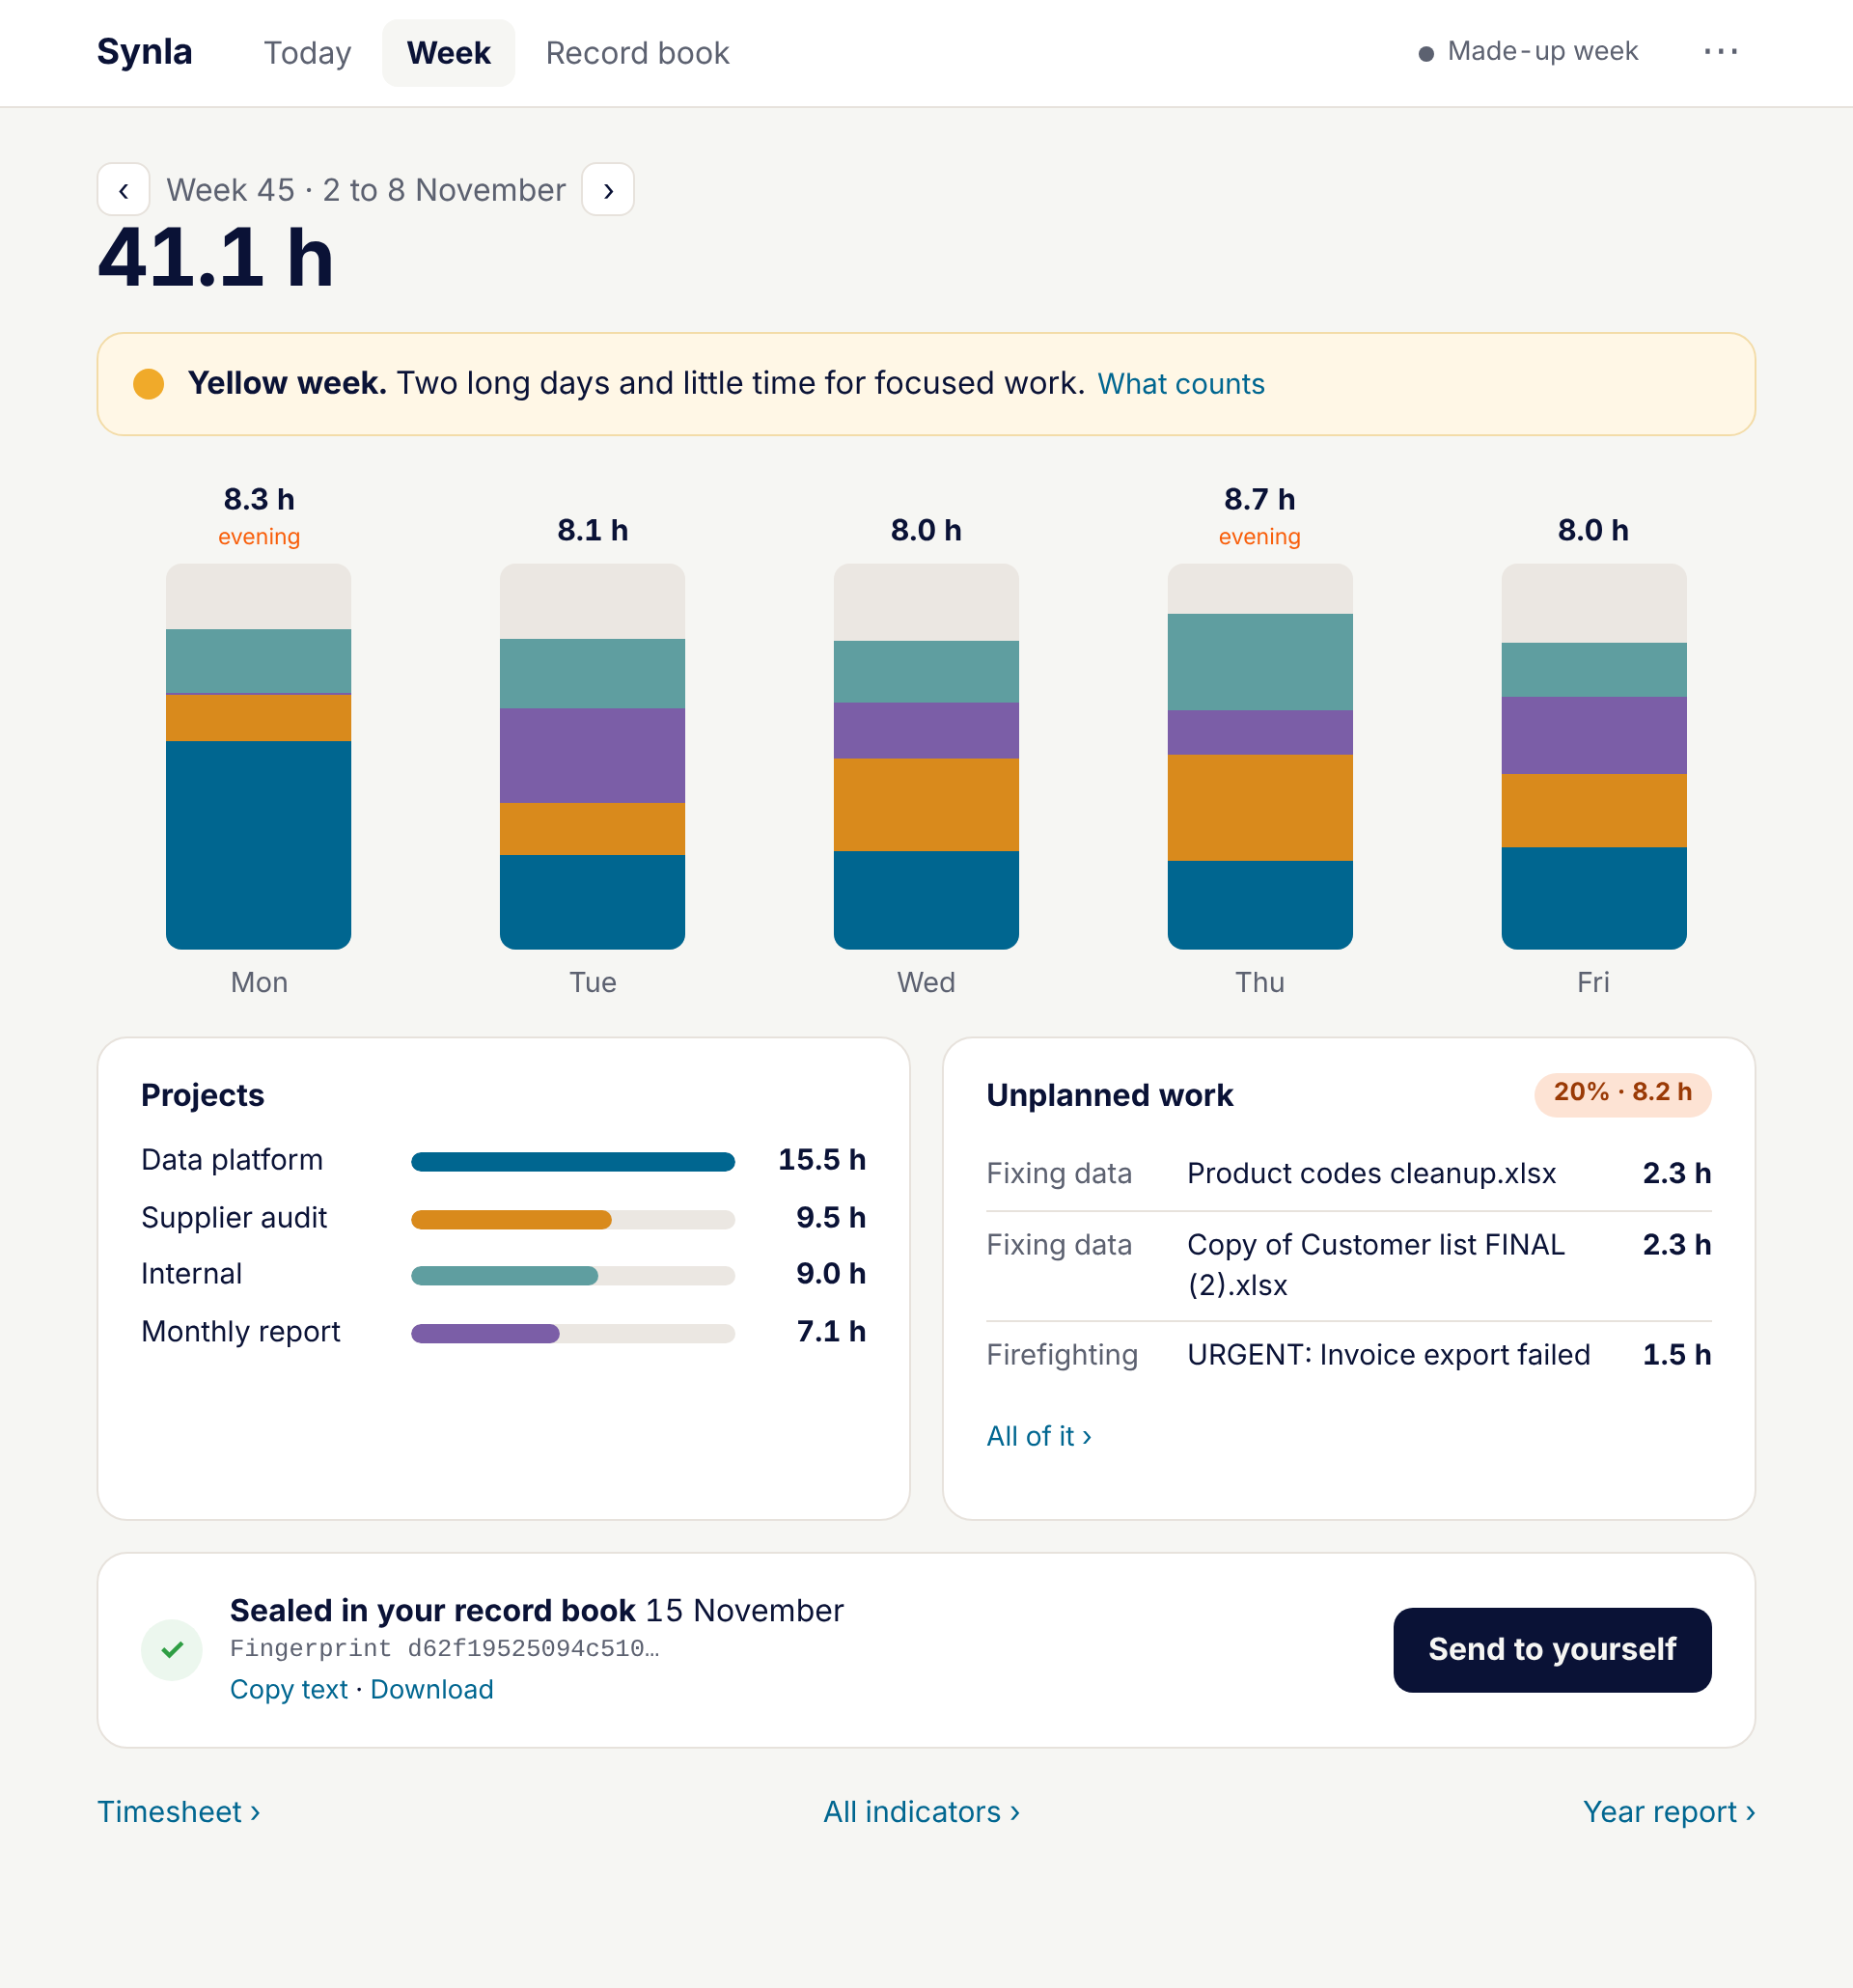 Synla
Today
Week
Record book
Made-up week
···
‹
Week 45 · 2 to 8 November
›
41.1 h
Yellow week. Two long days and little time for focused work. What counts
8.3 h
evening
8.1 h
8.0 h
8.7 h
evening
8.0 h
Mon
Tue
Wed
Thu
Fri
Projects
Data platform 15.5 h
Supplier audit 9.5 h
Internal 9.0 h
Monthly report 7.1 h
Unplanned work 20% · 8.2 h
Fixing data Product codes cleanup.xlsx 2.3 h
Fixing data Copy of Customer list FINAL 2.3 h
(2).xlsx
Firefighting URGENT: Invoice export failed 1.5 h
All of it ›
Sealed in your record book 15 November
Fingerprint d62f19525094c510…
Copy text · Download
Send to yourself
Timesheet ›
All indicators ›
Year report ›